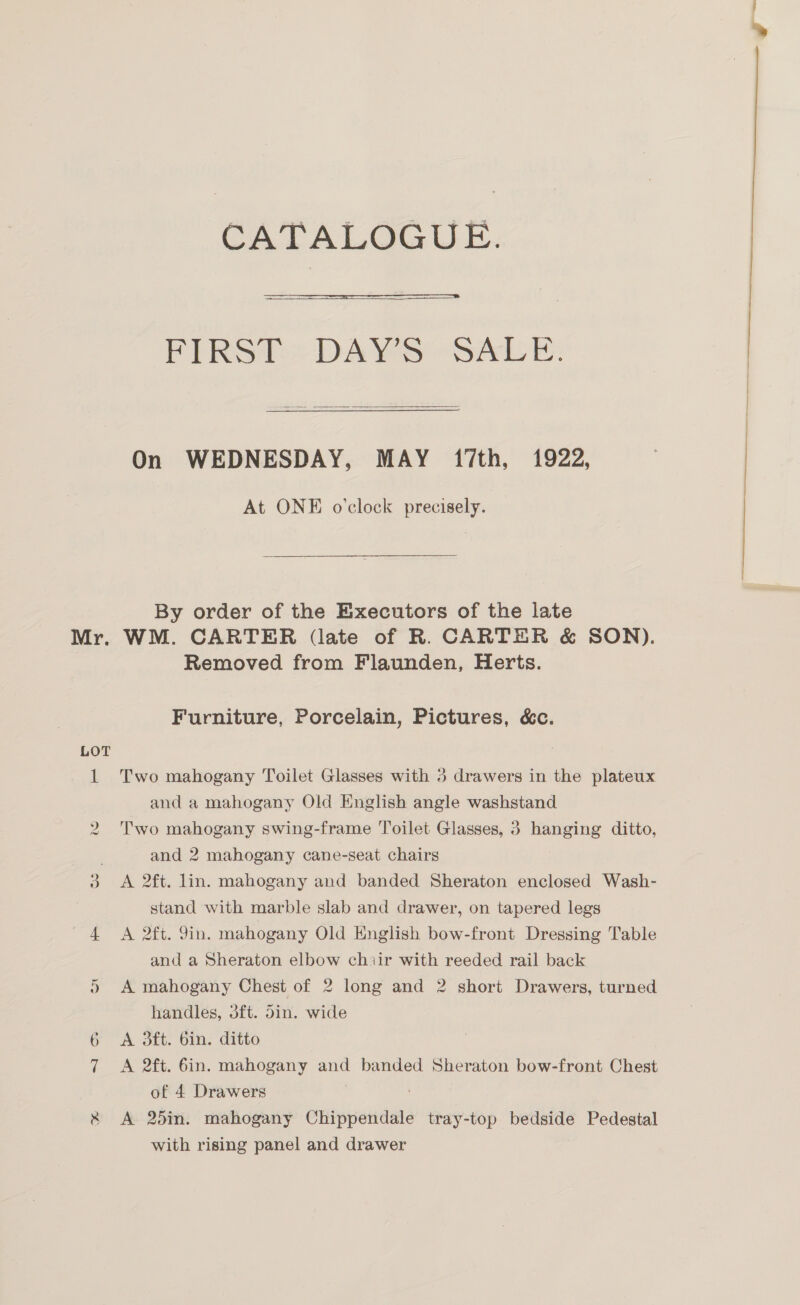 CATALOGUE.
FIRST DAY'S SALE.
On WEDNESDAY, MAY 17th, 1922,
At ONE o'clock precisely.
By order of the Executors of the late
Mr. WM. CARTER (late of R. CARTER & SON).
Removed from Flaunden, Herts.
Furniture, Porcelain, Pictures, &c.
LOT
1 Two mahogany Toilet Glasses with 3 drawers in the plateux
and a mahogany Old English angle washstand
2 Two mahogany swing-frame Toilet Glasses, 3 hanging ditto,
and 2 mahogany cane-seat chairs
3 A 2ft. 1in. mahogany and banded Sheraton enclosed Wash-
stand with marble slab and drawer, on tapered legs
4 A 2ft. 9in. mahogany Old English bow-front Dressing Table
and a Sheraton elbow chair with reeded rail back
5 A mahogany Chest of 2 long and 2 short Drawers, turned
handles, 3ft. 5in. wide
6 A 3ft. 6in. ditto
7 A 2ft. 6in. mahogany and banded Sheraton bow-front Chest
of 4 Drawers
8 A 25in. mahogany Chippendale tray-top bedside Pedestal
with rising panel and drawer